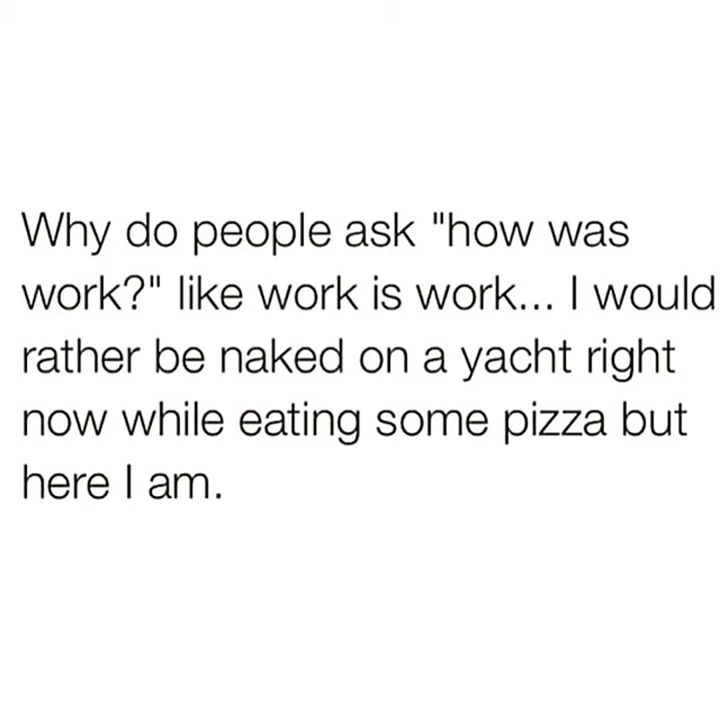 Why do people ask "how was
work?" like work is work... I would
rather be naked on a yacht right
now while eating some pizza but
here I am.